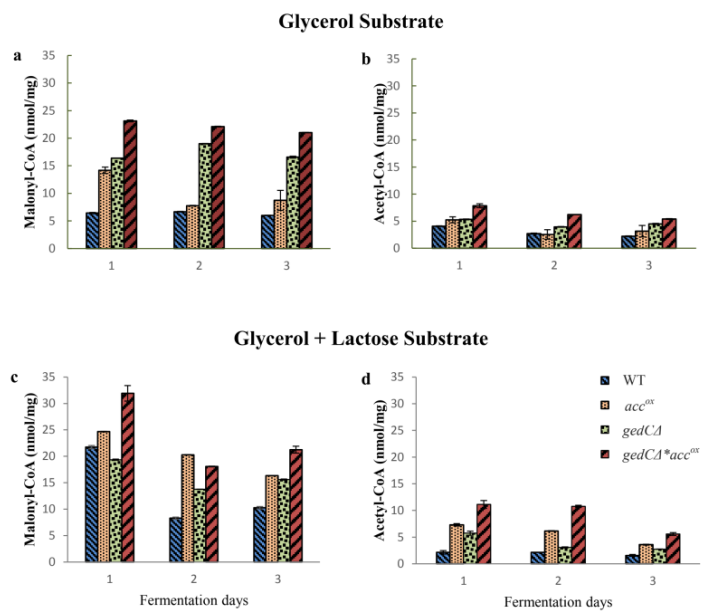 Glycerol Substrate
a
Malonyl-CoA (nmol/mg)
35
30
25
20
15
10
5
0
1
2
3
b
Acetyl-CoA (nmol/mg)
35
30
25
20
15
10
5
0
1
2
3
Glycerol + Lactose Substrate
c
Malonyl-CoA (nmol/mg)
35
30
25
20
15
10
5
0
1
2
3
Fermentation days
d
Acetyl-CoA (nmol/mg)
35
30
25
20
15
10
5
0
1
2
3
Fermentation days
WT
acc^ox
gedCΔ
gedCΔ*acc^ox